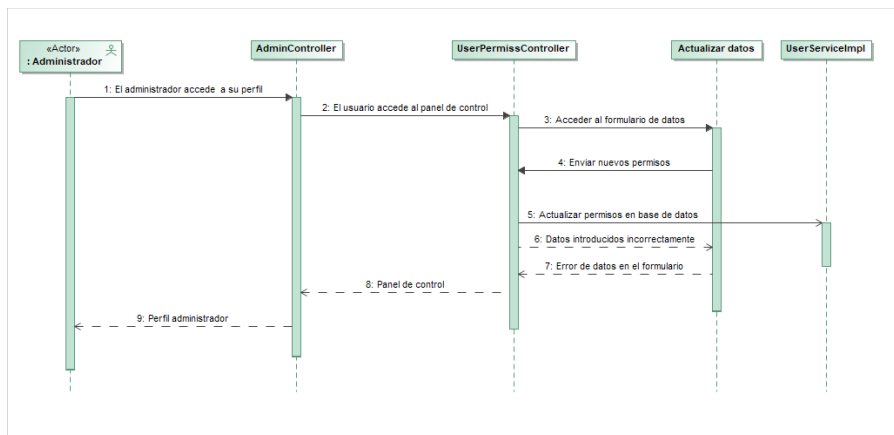 «Actor»
: Administrador
AdminController
UserPermissController
Actualizar datos
UserServiceImpl
1: El administrador accede a su perfil
2: El usuario accede al panel de control
3: Acceder al formulario de datos
4: Enviar nuevos permisos
5: Actualizar permisos en base de datos
6: Datos introducidos incorrectamente
7: Error de datos en el formulario
8: Panel de control
9: Perfil administrador